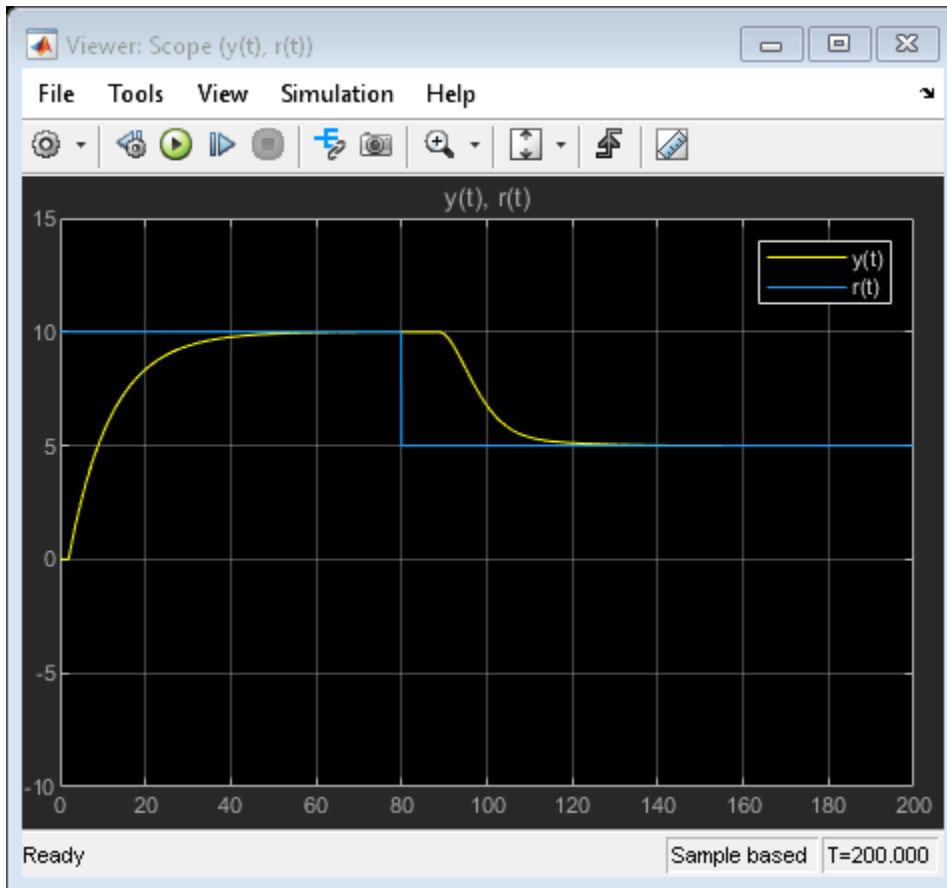 Viewer: Scope (y(t), r(t))
File Tools View Simulation Help
y(t), r(t)
15
y(t)
r(t)
10
5
0
-5
-10
0 20 40 60 80 100 120 140 160 180 200
Ready Sample based T=200.000